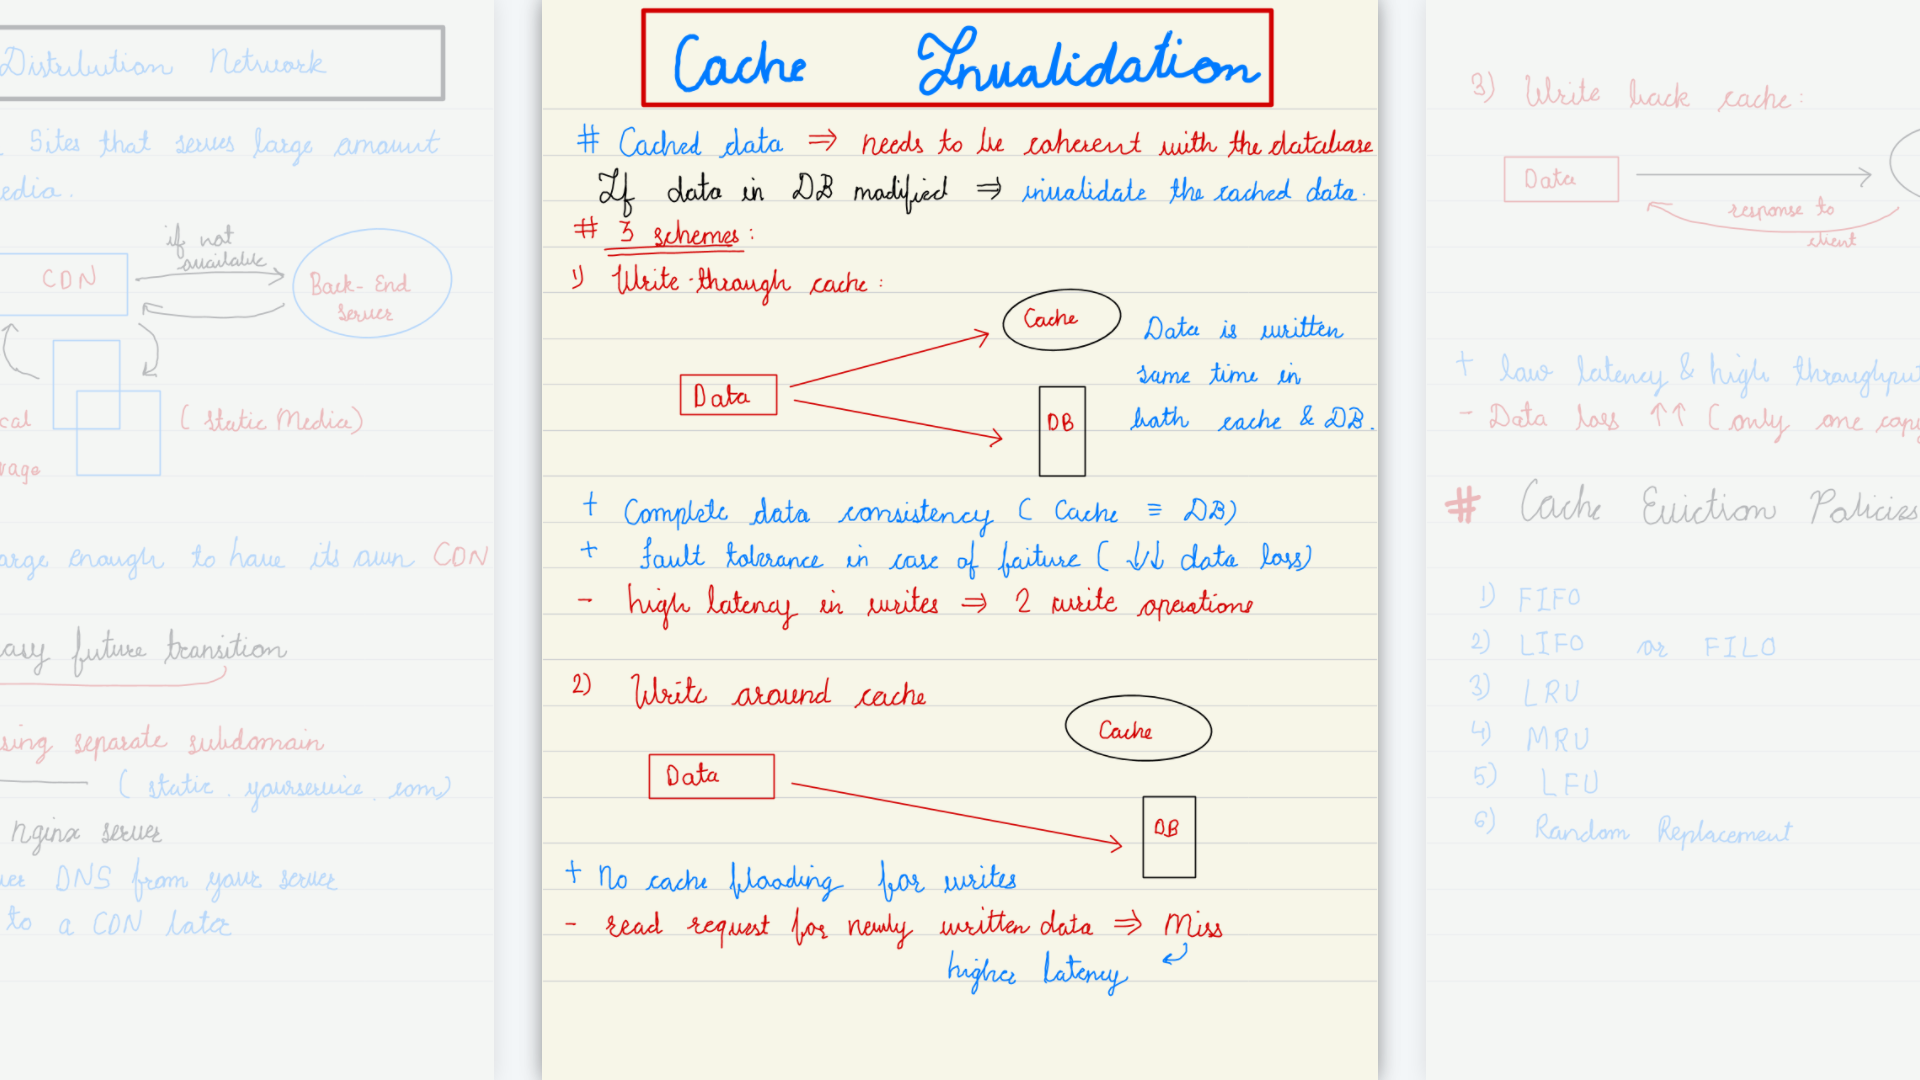 Distribution Network
Sites that serves large amount
edia.
CDN
if not
available
Back-End
Server
cal
(static Media)
rage
arge enough to have its own CDN
asy future transition
sing separate subdomain
(static.yourservice.com)
nginx server
ver DNS from your server
to a CDN later
Cache Invalidation
# Cached data ⇒ needs to be coherent with the database
If data in DB modified ⇒ invalidate the cached data.
# 3 schemes:
1) Write-through cache:
Cache
Data
DB
Data is written
same time in
both cache & DB.
+ Complete data consistency (Cache ≡ DB)
+ fault tolerance in case of failure (↓↓ data loss)
- high latency in writes ⇒ 2 write operations
2) Write around cache
Cache
Data
DB
+ No cache flooding for writes
- read request for newly written data ⇒ Miss
higher latency
3) Write back cache:
Data
response to
client
+ low latency & high throughput
- Data loss ↑↑ (only one copy
# Cache Eviction Policies
1) FIFO
2) LIFO or FILO
3) LRU
4) MRU
5) LFU
6) Random Replacement